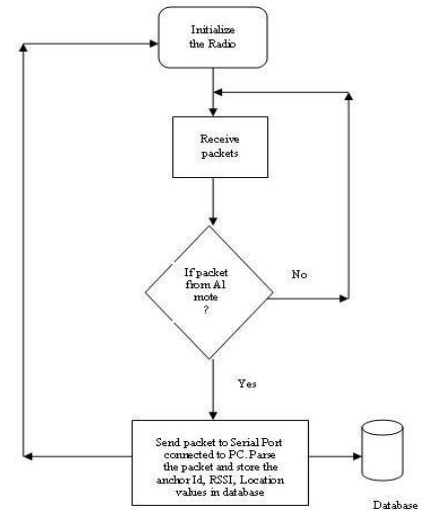 Initialize
the Radio
Receive
packets
If packet
from A1
mote
?
No
Yes
Send packet to Serial Port
connected to PC. Parse
the packet and store the
anchor Id, RSSI, Location
values in database
Database